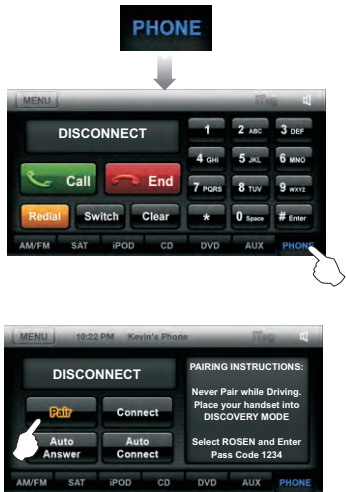 PHONE
MENU iTag
DISCONNECT
1 2 ABC 3 DEF
4 GHI 5 JKL 6 MNO
Call End
7 PQRS 8 TUV 9 WXYZ
Redial Switch Clear * 0 Space # Enter
AM/FM SAT iPOD CD DVD AUX PHONE
MENU 10:22 PM Kevin's Phone iTag
DISCONNECT
Pair Connect
Auto Answer
Auto Connect
PAIRING INSTRUCTIONS:
Never Pair while Driving.
Place your handset into
DISCOVERY MODE
Select ROSEN and Enter
Pass Code 1234
AM/FM SAT iPOD CD DVD AUX PHONE